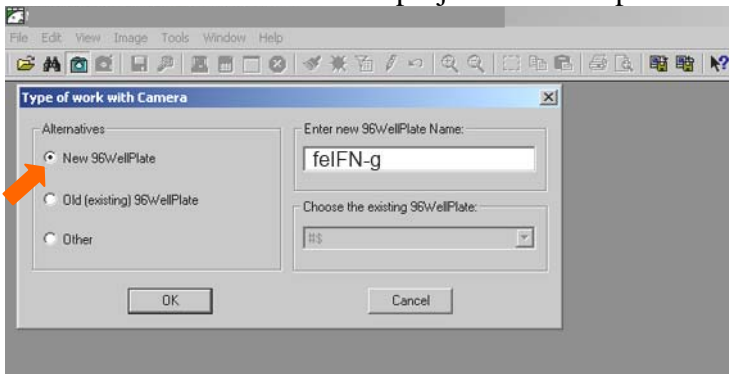 File Edit View Image Tools Window Help
Type of work with Camera
Alternatives
New 96WellPlate
Old (existing) 96WellPlate
Other
Enter new 96WellPlate Name:
feIFN-g
Choose the existing 96WellPlate:
#$
OK Cancel